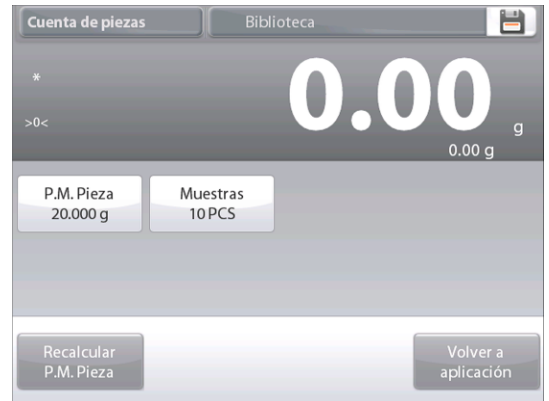 Cuenta de piezas
Biblioteca
*
0.00 g
>0<
0.00 g
P.M. Pieza
20.000 g
Muestras
10 PCS
Recalcular
P.M. Pieza
Volver a
aplicación